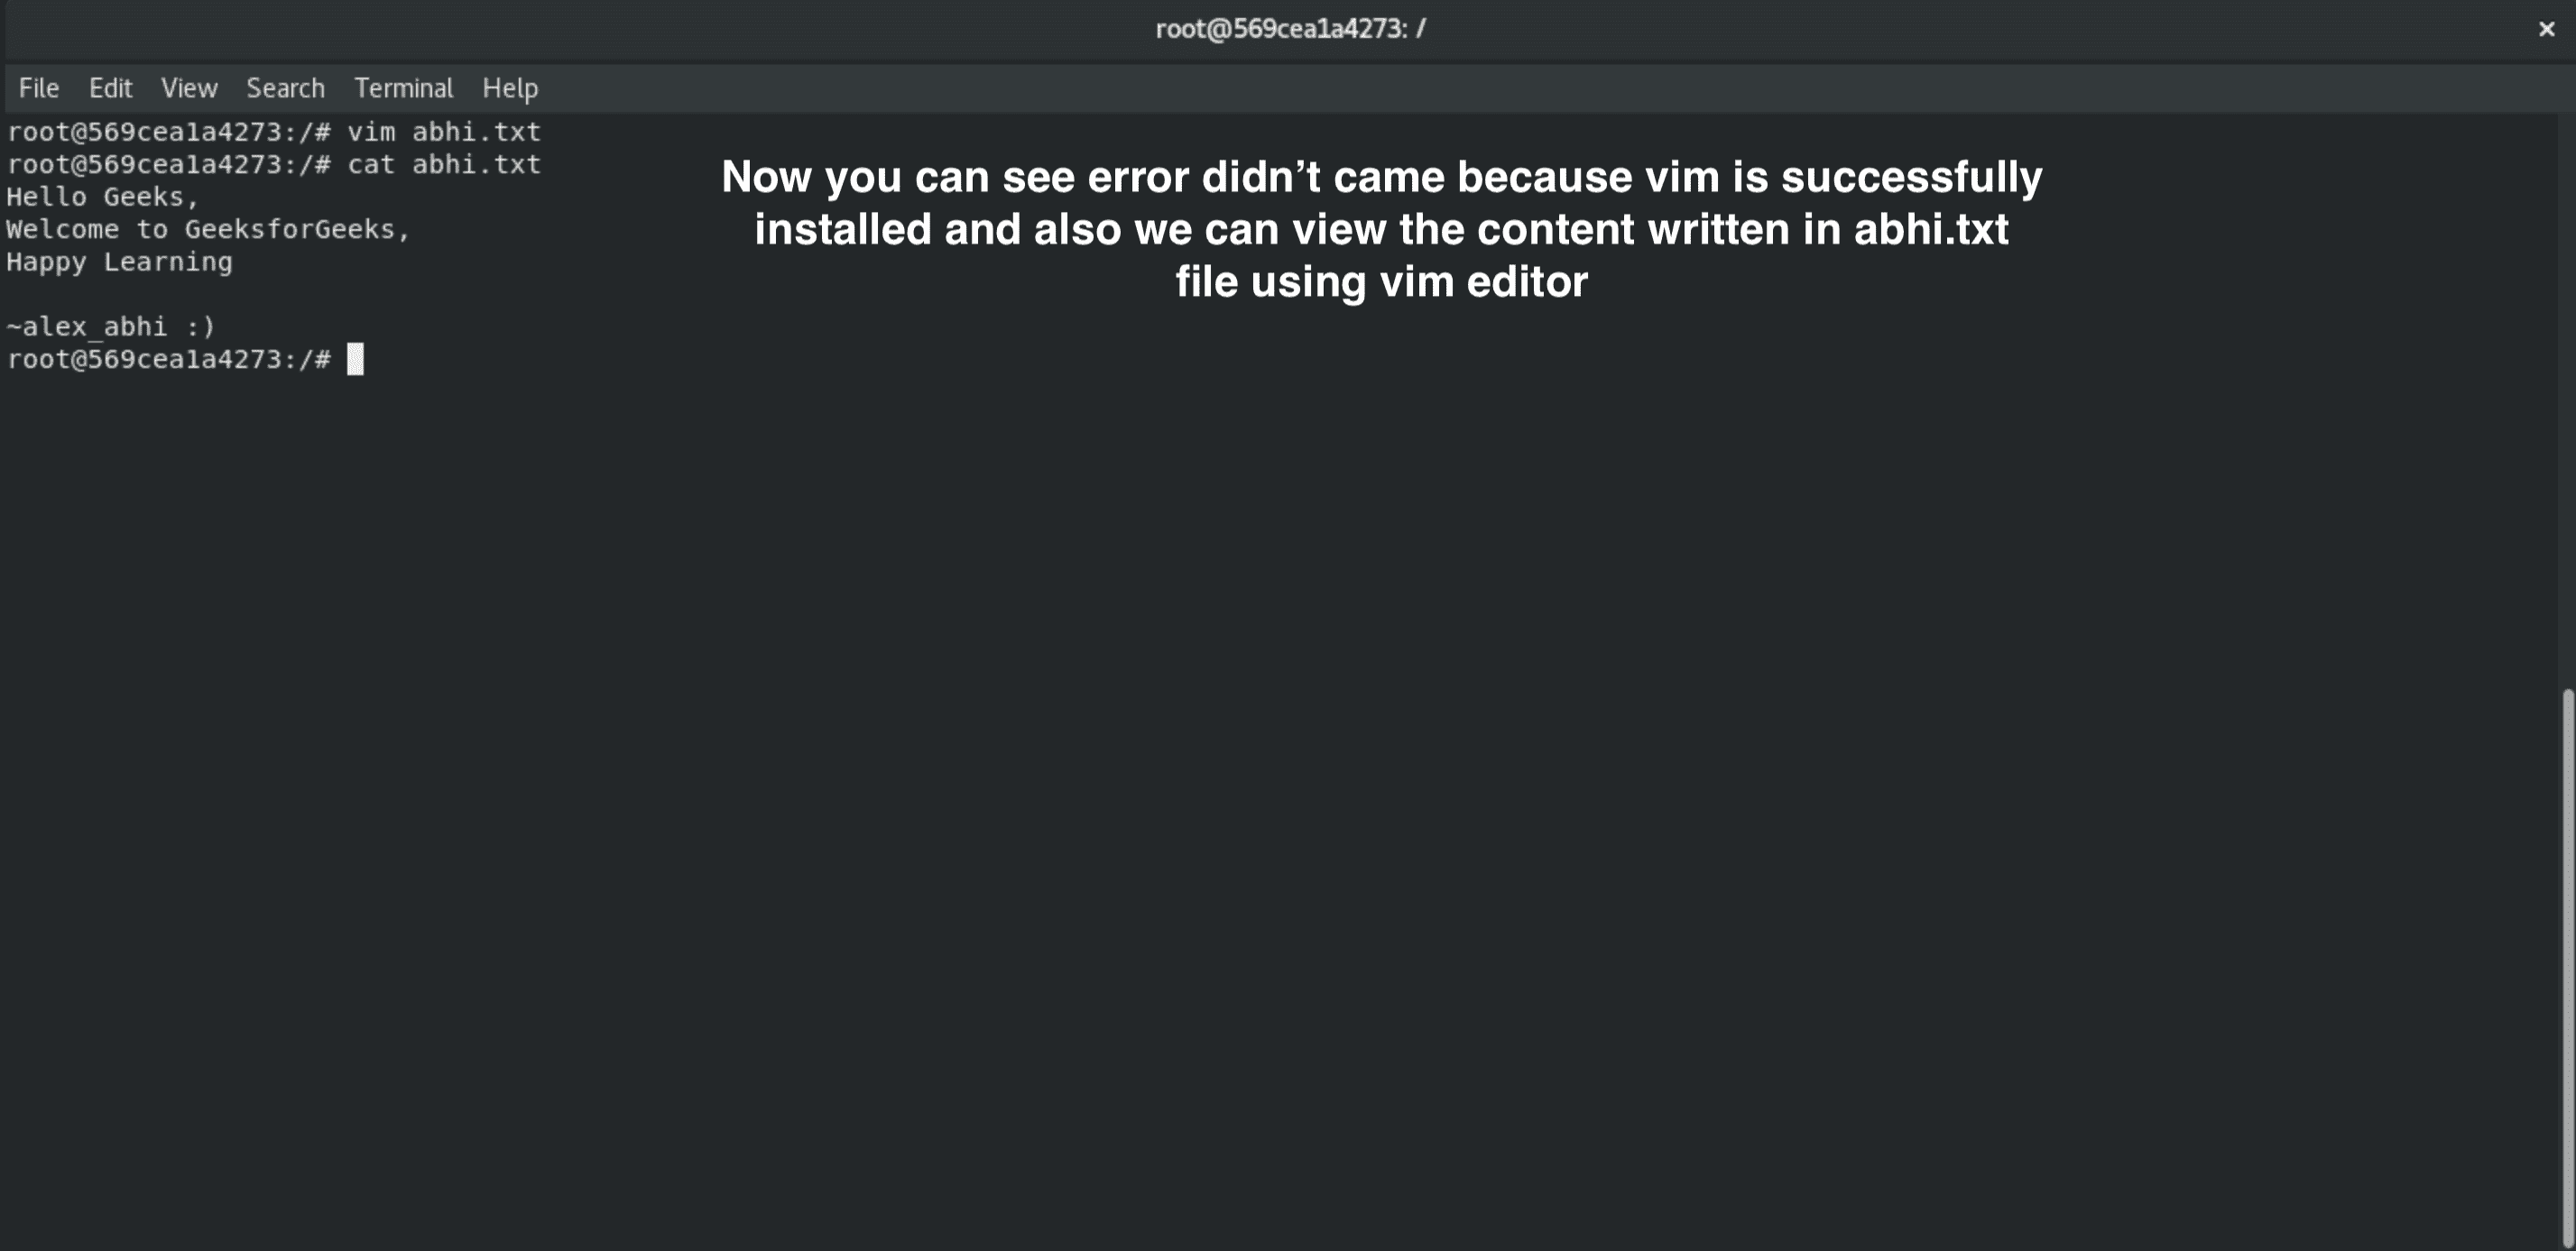 root@569cea1a4273: /
×
File Edit View Search Terminal Help
root@569cea1a4273:/# vim abhi.txt
root@569cea1a4273:/# cat abhi.txt
Hello Geeks,
Welcome to GeeksforGeeks,
Happy Learning
~alex_abhi :)
root@569cea1a4273:/#
Now you can see error didn’t came because vim is successfully
installed and also we can view the content written in abhi.txt
file using vim editor